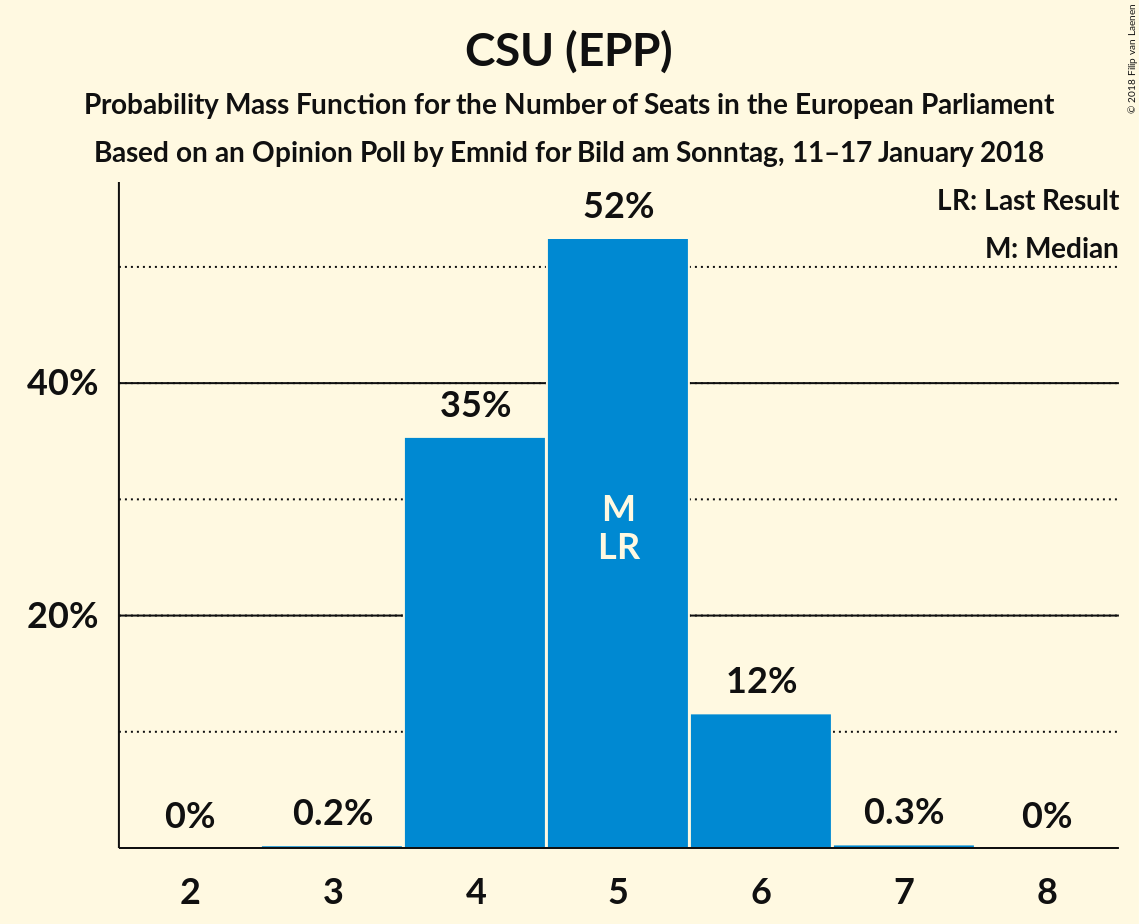 CSU (EPP)
Probability Mass Function for the Number of Seats in the European Parliament
Based on an Opinion Poll by Emnid for Bild am Sonntag, 11–17 January 2018
© 2018 Filip van Laenen
LR: Last Result
M: Median
52%
40%
35%
M
LR
20%
12%
0%
0.2%
0.3%
0%
2 3 4 5 6 7 8